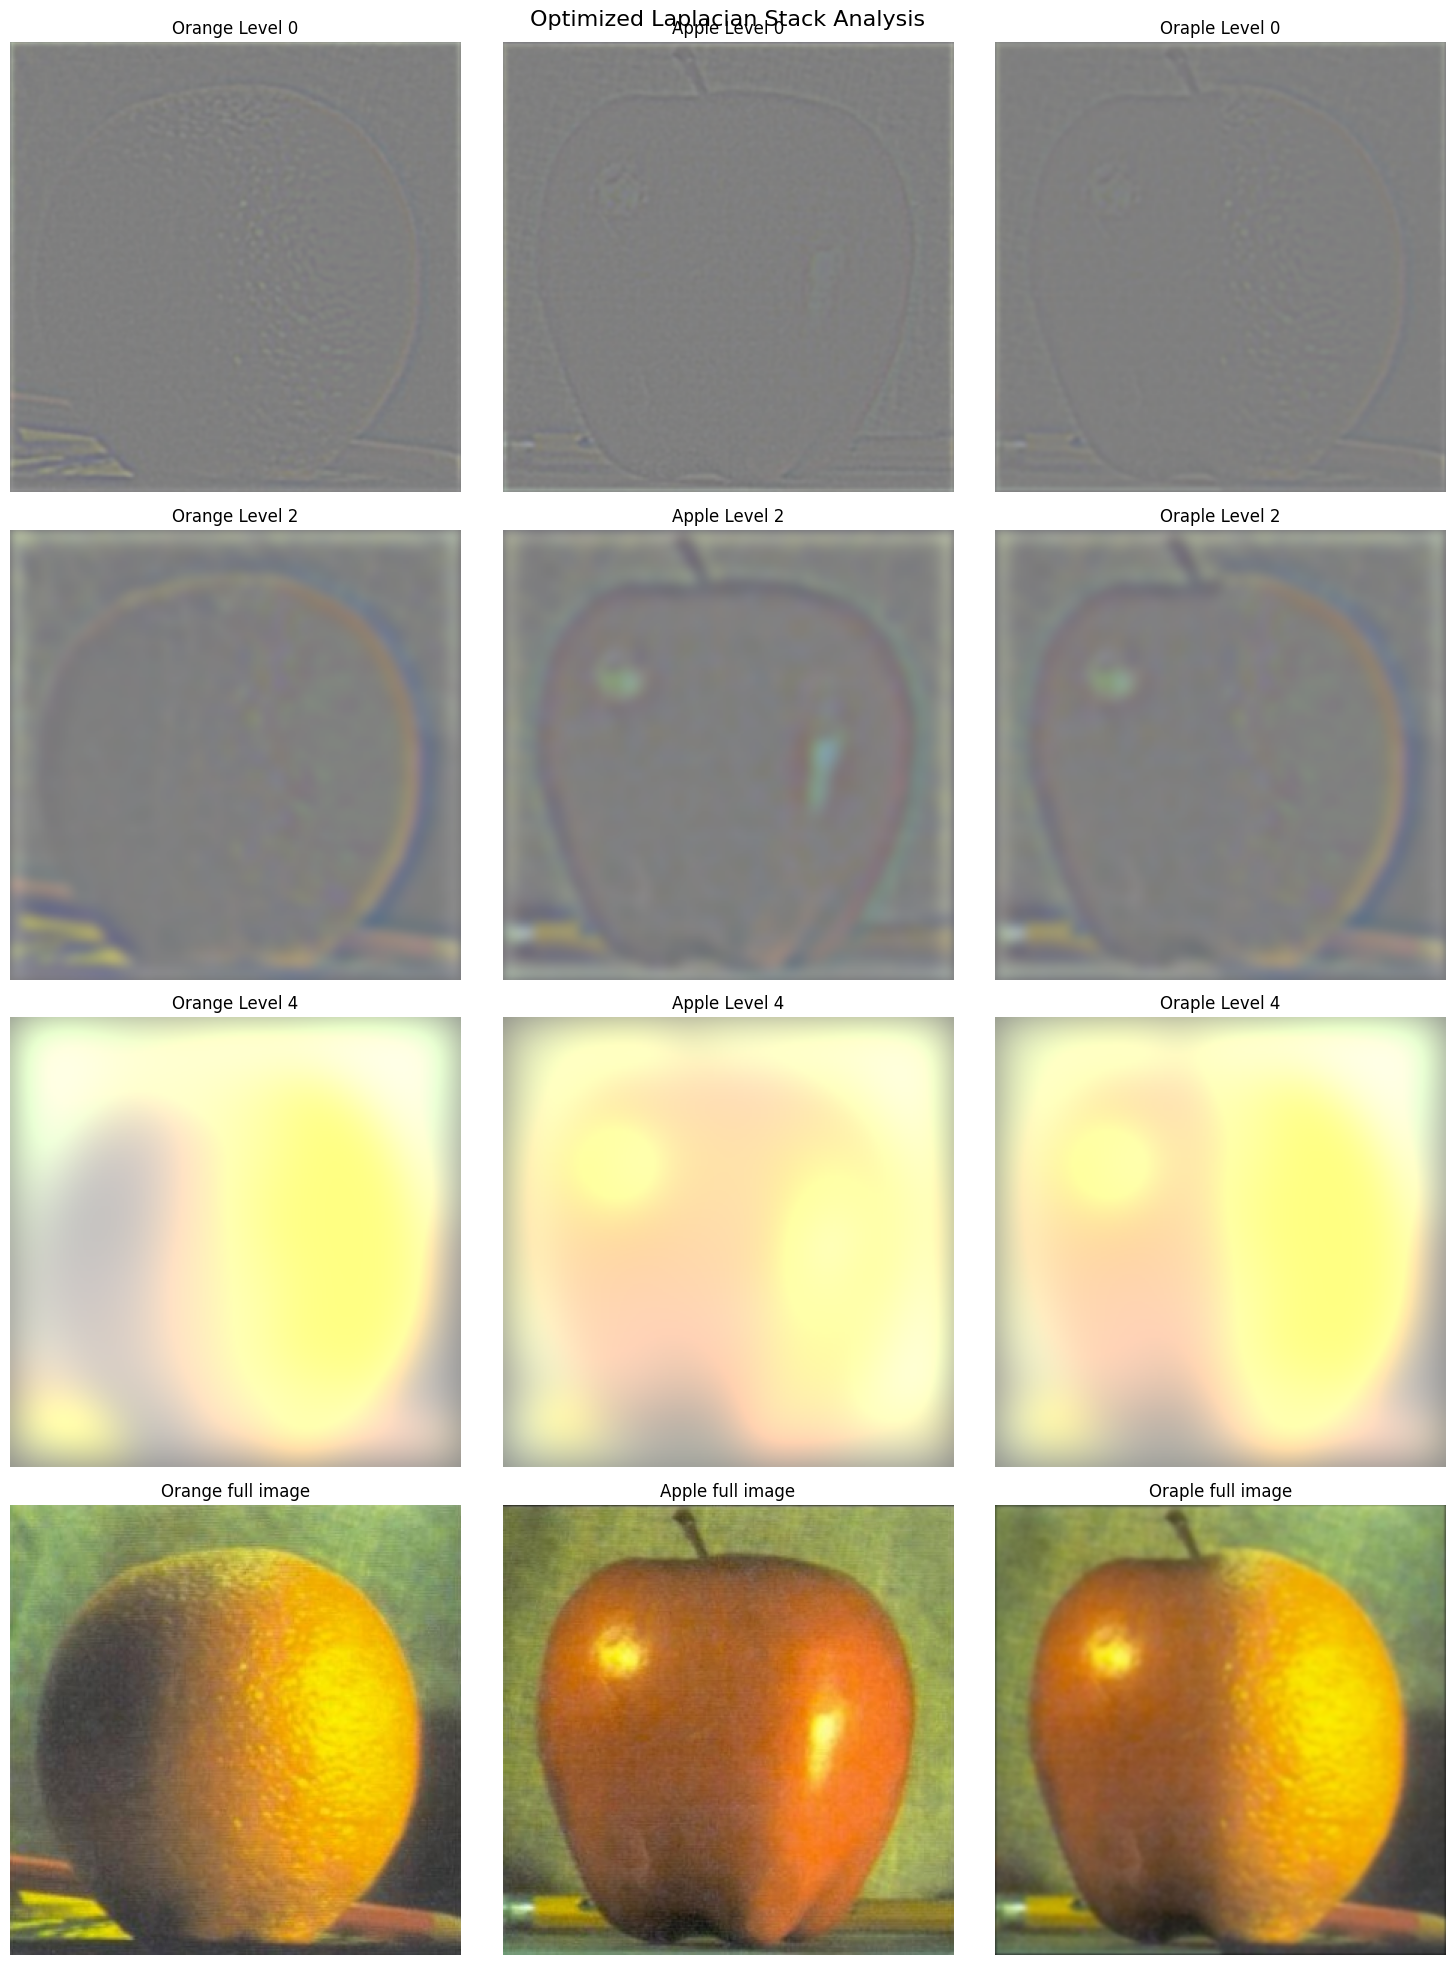 Optimized Laplacian Stack Analysis
Orange Level 0
Apple Level 0
Oraple Level 0
Orange Level 2
Apple Level 2
Oraple Level 2
Orange Level 4
Apple Level 4
Oraple Level 4
Orange full image
Apple full image
Oraple full image